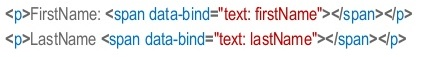 <p>FirstName: <span data-bind="text: firstName"></span></p>
<p>LastName <span data-bind="text: lastName"></span></p>